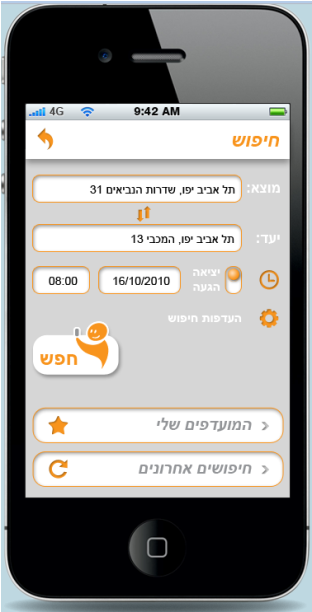 4G 9:42 AM
חיפוש
מוצא: תל אביב יפו, שדרות הנביאים 31
יעד: תל אביב יפו, המכבי 13
יציאה
הגעה
16/10/2010 08:00
העדפות חיפוש
חפש
המועדפים שלי
חיפושים אחרונים